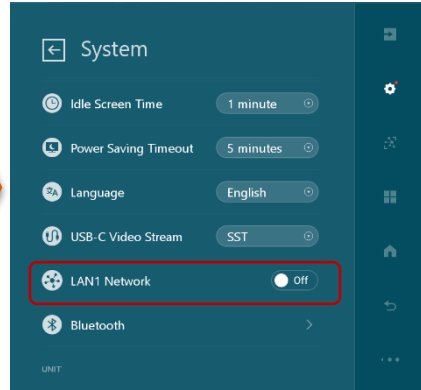 System
Idle Screen Time 1 minute
Power Saving Timeout 5 minutes
Language English
USB-C Video Stream SST
LAN1 Network Off
Bluetooth
UNIT